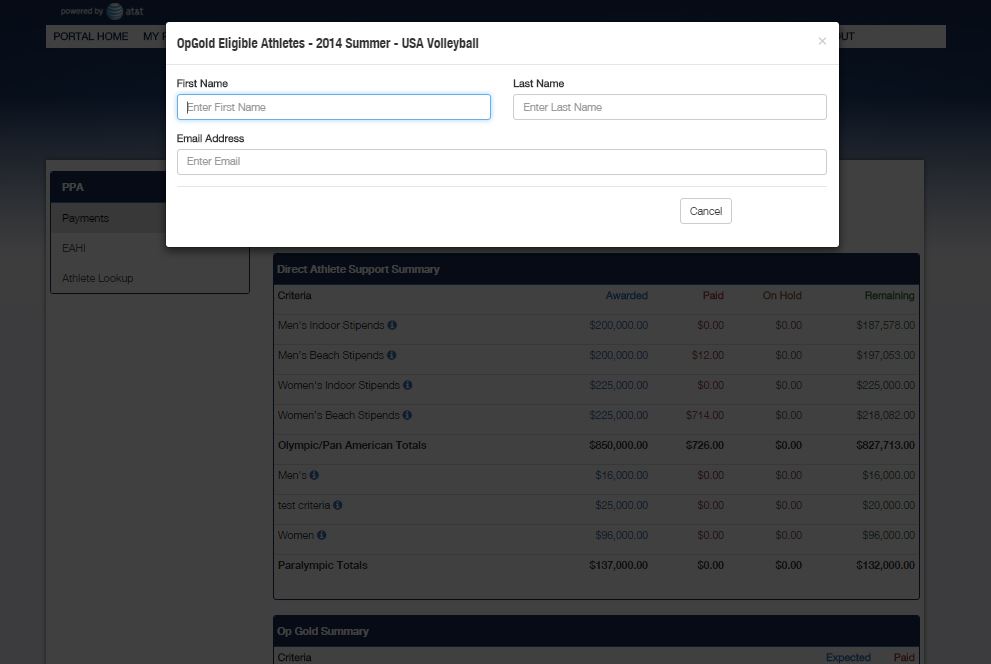 powered by at&t
PORTAL HOME MY
OUT
OpGold Eligible Athletes - 2014 Summer - USA Volleyball ×
First Name Last Name
Enter First Name Enter Last Name
Email Address
Enter Email
Cancel
PPA
Payments
EAHI
Athlete Lookup
Direct Athlete Support Summary
Criteria Awarded Paid On Hold Remaining
Men's Indoor Stipends $200,000.00 $0.00 $0.00 $187,578.00
Men's Beach Stipends $200,000.00 $12.00 $0.00 $197,053.00
Women's Indoor Stipends $225,000.00 $0.00 $0.00 $225,000.00
Women's Beach Stipends $225,000.00 $714.00 $0.00 $218,082.00
Olympic/Pan American Totals $850,000.00 $726.00 $0.00 $827,713.00
Men's $16,000.00 $0.00 $0.00 $16,000.00
test criteria $25,000.00 $0.00 $0.00 $20,000.00
Women $96,000.00 $0.00 $0.00 $96,000.00
Paralympic Totals $137,000.00 $0.00 $0.00 $132,000.00
Op Gold Summary
Criteria Expected Paid